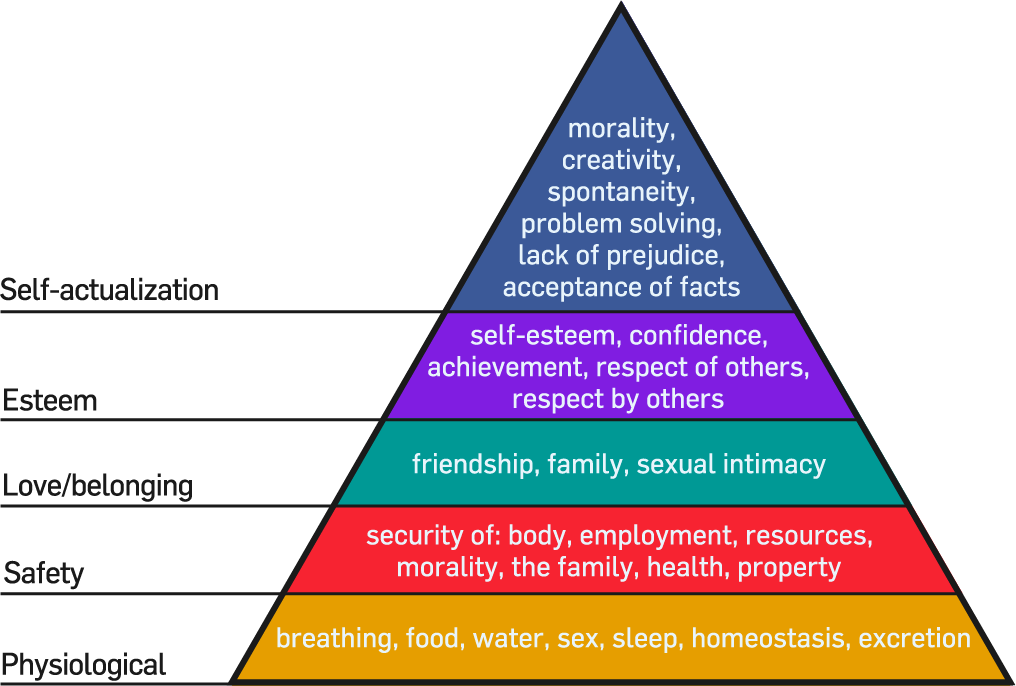 morality,
creativity,
spontaneity,
problem solving,
lack of prejudice,
acceptance of facts
Self-actualization
self-esteem, confidence,
achievement, respect of others,
respect by others
Esteem
friendship, family, sexual intimacy
Love/belonging
security of: body, employment, resources,
morality, the family, health, property
Safety
breathing, food, water, sex, sleep, homeostasis, excretion
Physiological